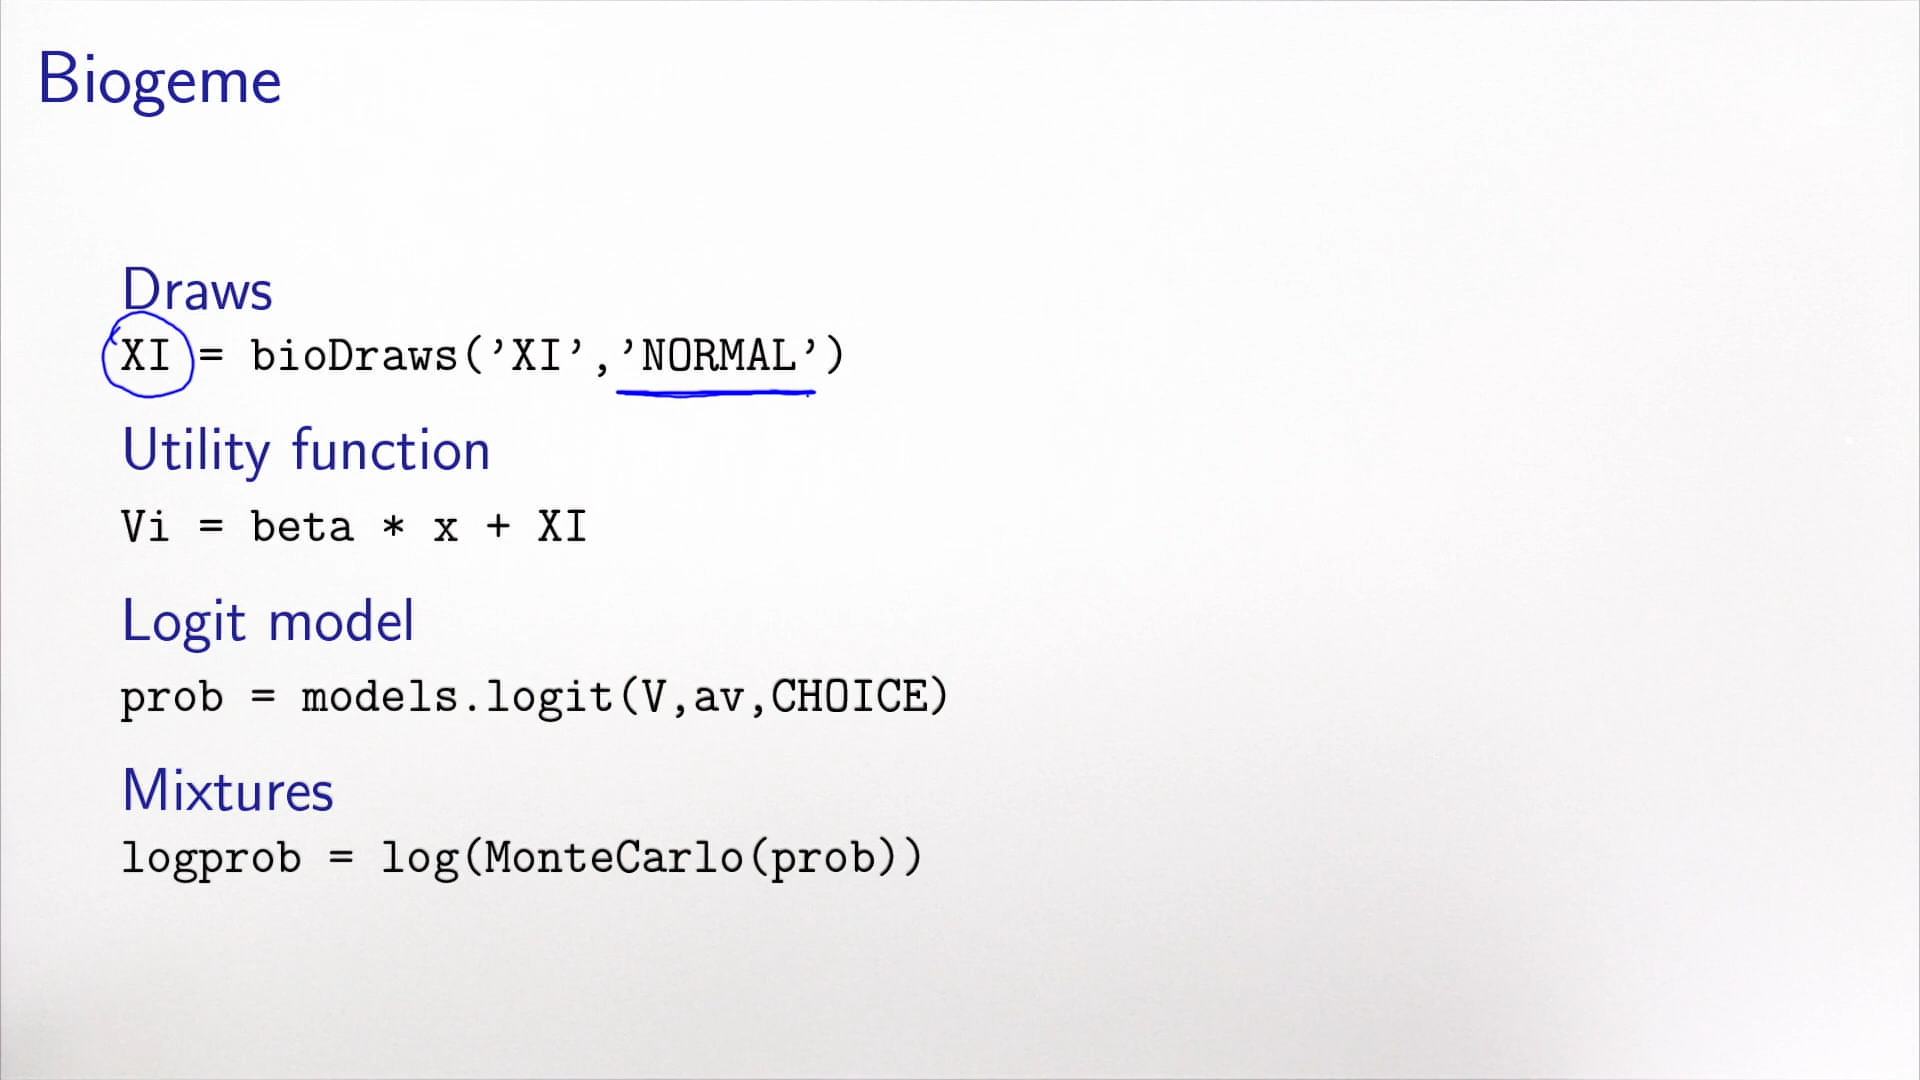 Biogeme
Draws
XI = bioDraws(’XI’,’NORMAL’)
Utility function
Vi = beta * x + XI
Logit model
prob = models.logit(V,av,CHOICE)
Mixtures
logprob = log(MonteCarlo(prob))